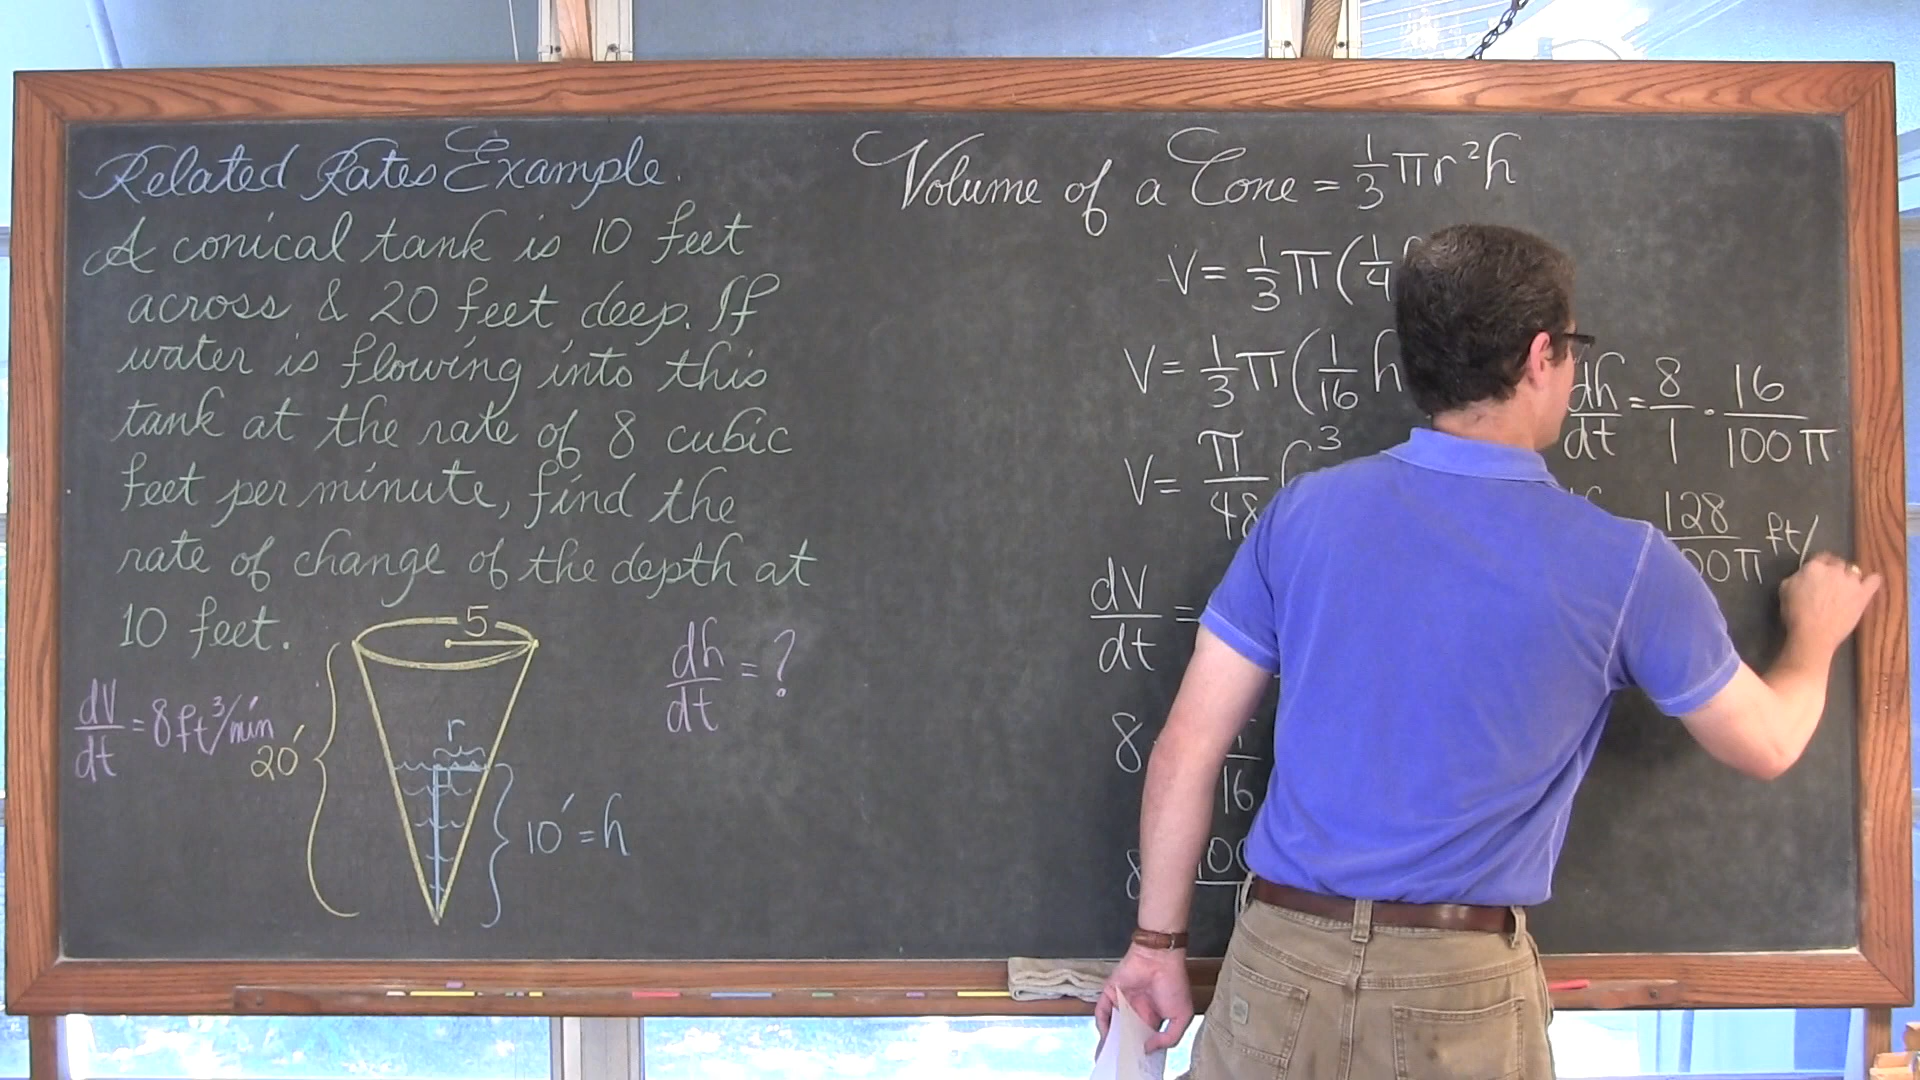 Related Rates Example.
A conical tank is 10 feet
across & 20 feet deep. If
water is flowing into this
tank at the rate of 8 cubic
feet per minute, find the
rate of change of the depth at
10 feet.
5
dV/dt = 8 ft³/min
20'
r
10' = h
dh/dt = ?
Volume of a Cone = 1/3 πr²h
V = 1/3 π(1/4
V = 1/3 π(1/16 h
V = π/48 h³
dV/dt =
8
16
8 100
dh/dt = 8/1 · 16/100π
128/00π ft/